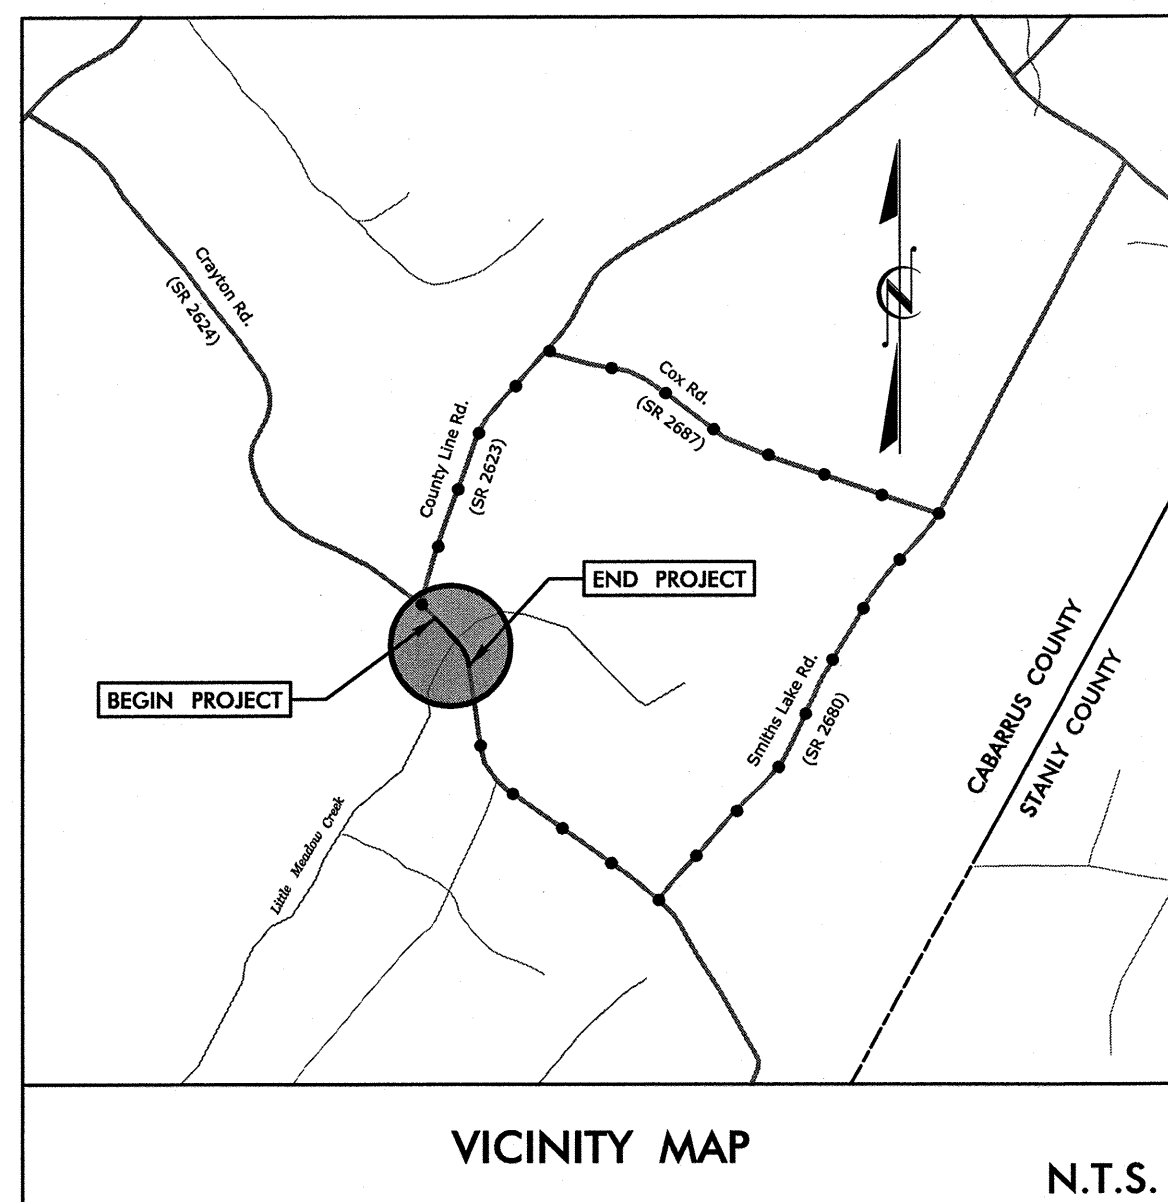 Crayton Rd.
(SR 2624)
Cox Rd.
(SR 2687)
County Line Rd.
(SR 2623)
N
END PROJECT
BEGIN PROJECT
Smiths Lake Rd.
(SR 2680)
CABARRUS COUNTY
STANLY COUNTY
Little Meadow Creek
VICINITY MAP
N.T.S.